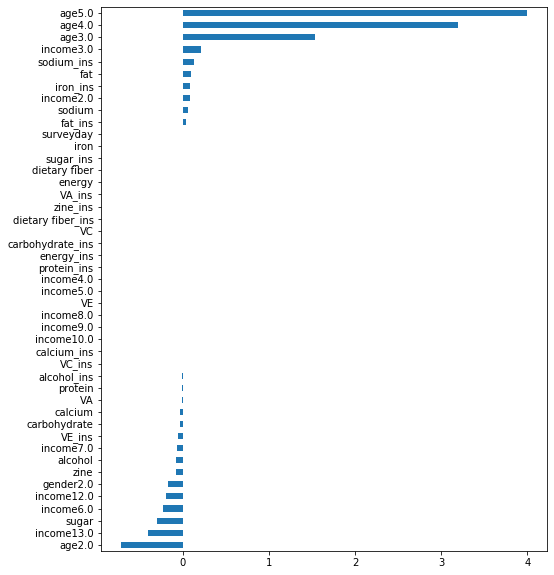 age5.0
age4.0
age3.0
income3.0
sodium_ins
fat
iron_ins
income2.0
sodium
fat_ins
surveyday
iron
sugar_ins
dietary fiber
energy
VA_ins
zine_ins
dietary fiber_ins
VC
carbohydrate_ins
energy_ins
protein_ins
income4.0
income5.0
VE
income8.0
income9.0
income10.0
calcium_ins
VC_ins
alcohol_ins
protein
VA
calcium
carbohydrate
VE_ins
income7.0
alcohol
zine
gender2.0
income12.0
income6.0
sugar
income13.0
age2.0
0 1 2 3 4